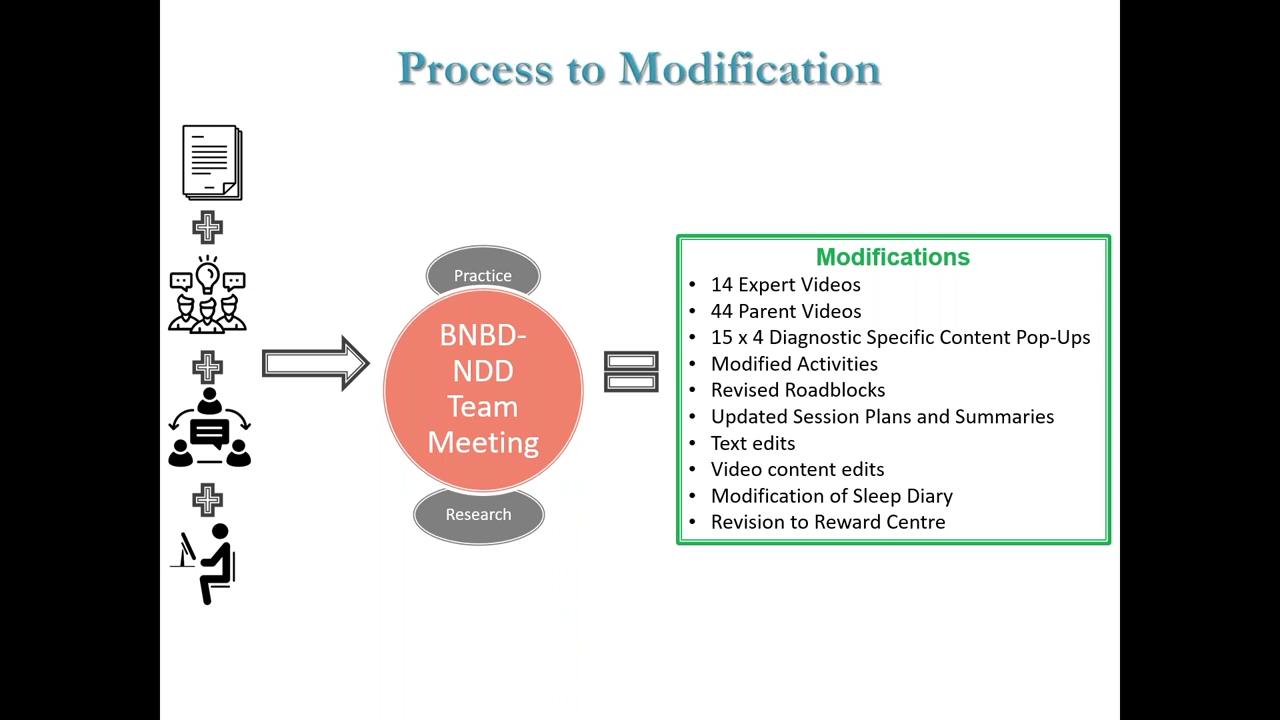 Process to Modification
Practice
BNBD-
NDD
Team
Meeting
Research
Modifications
• 14 Expert Videos
• 44 Parent Videos
• 15 x 4 Diagnostic Specific Content Pop-Ups
• Modified Activities
• Revised Roadblocks
• Updated Session Plans and Summaries
• Text edits
• Video content edits
• Modification of Sleep Diary
• Revision to Reward Centre